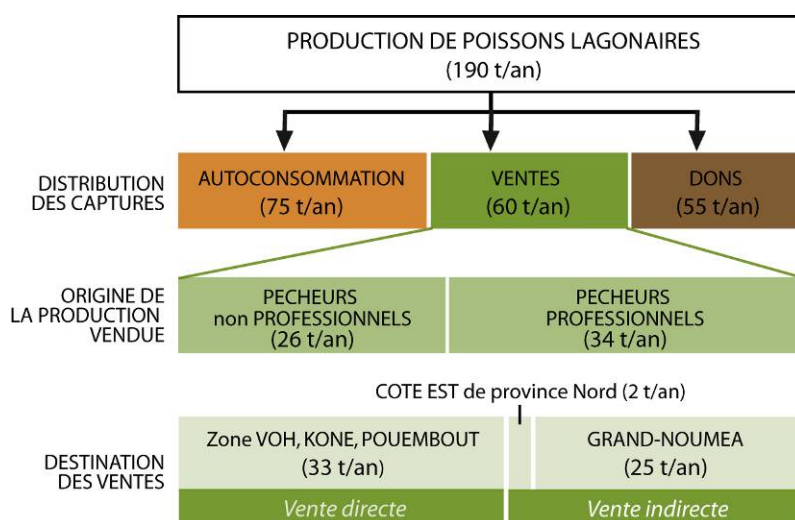 PRODUCTION DE POISSONS LAGONAIRES
(190 t/an)
DISTRIBUTION
DES CAPTURES
AUTOCONSOMMATION
(75 t/an)
VENTES
(60 t/an)
DONS
(55 t/an)
ORIGINE DE
LA PRODUCTION
VENDUE
PECHEURS
non PROFESSIONNELS
(26 t/an)
PECHEURS
PROFESSIONNELS
(34 t/an)
COTE EST de province Nord (2 t/an)
DESTINATION
DES VENTES
Zone VOH, KONE, POUEMBOUT
(33 t/an)
GRAND-NOUMEA
(25 t/an)
Vente directe
Vente indirecte